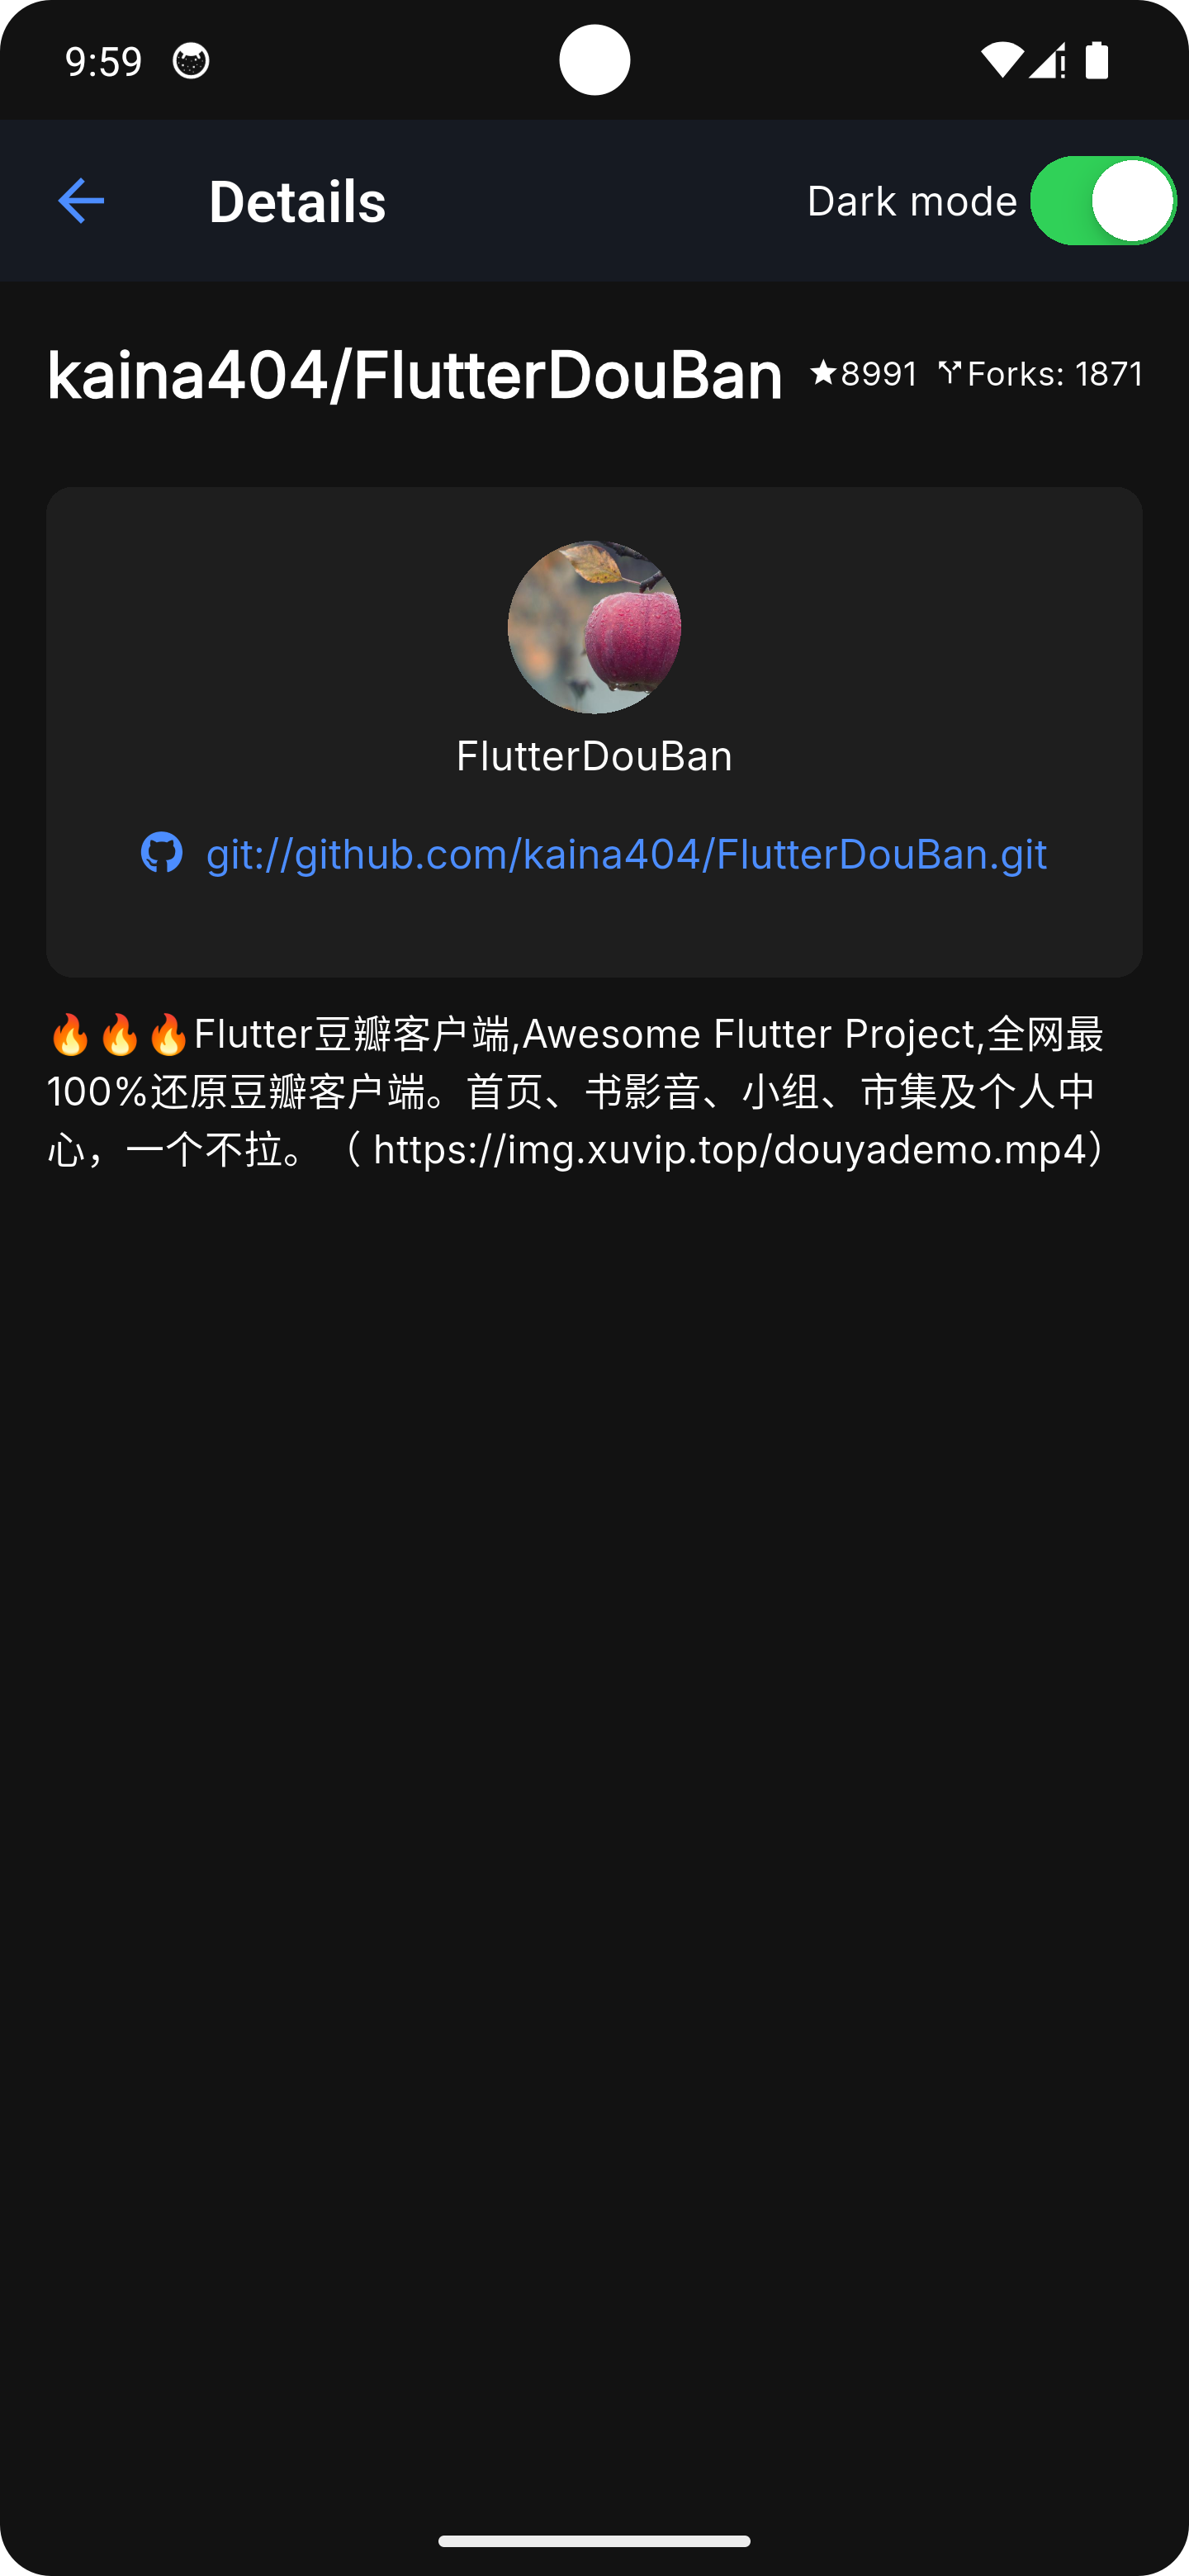 9:59
Details
Dark mode
kaina404/FlutterDouBan
8991
Forks: 1871
FlutterDouBan
git://github.com/kaina404/FlutterDouBan.git
🔥🔥🔥Flutter豆瓣客户端,Awesome Flutter Project,全网最
100%还原豆瓣客户端。首页、书影音、小组、市集及个人中
心，一个不拉。（ https://img.xuvip.top/douyademo.mp4）